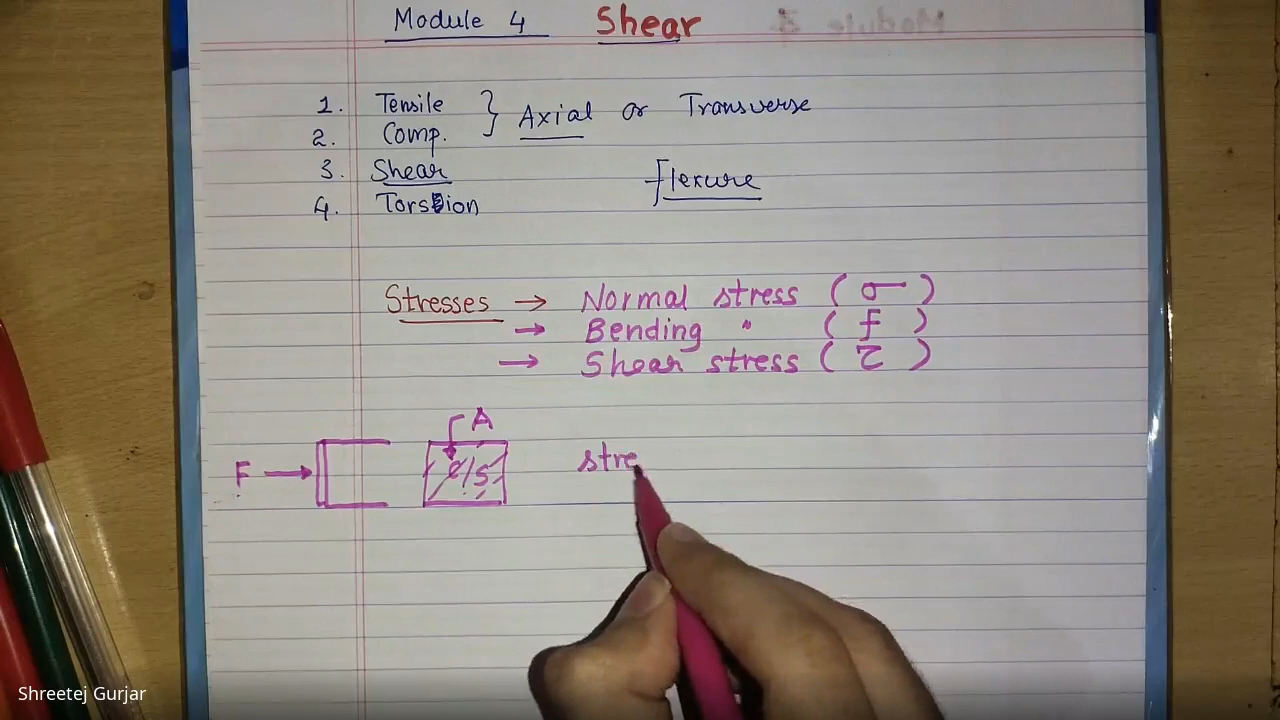 Module 4 Shear
1. Tensile } Axial or Transverse
2. Comp.
3. Shear flexure
4. Torsion
Stresses → Normal stress (σ)
→ Bending " (f)
→ Shear stress (τ)
A
F → C/S stre
Shreetej Gurjar